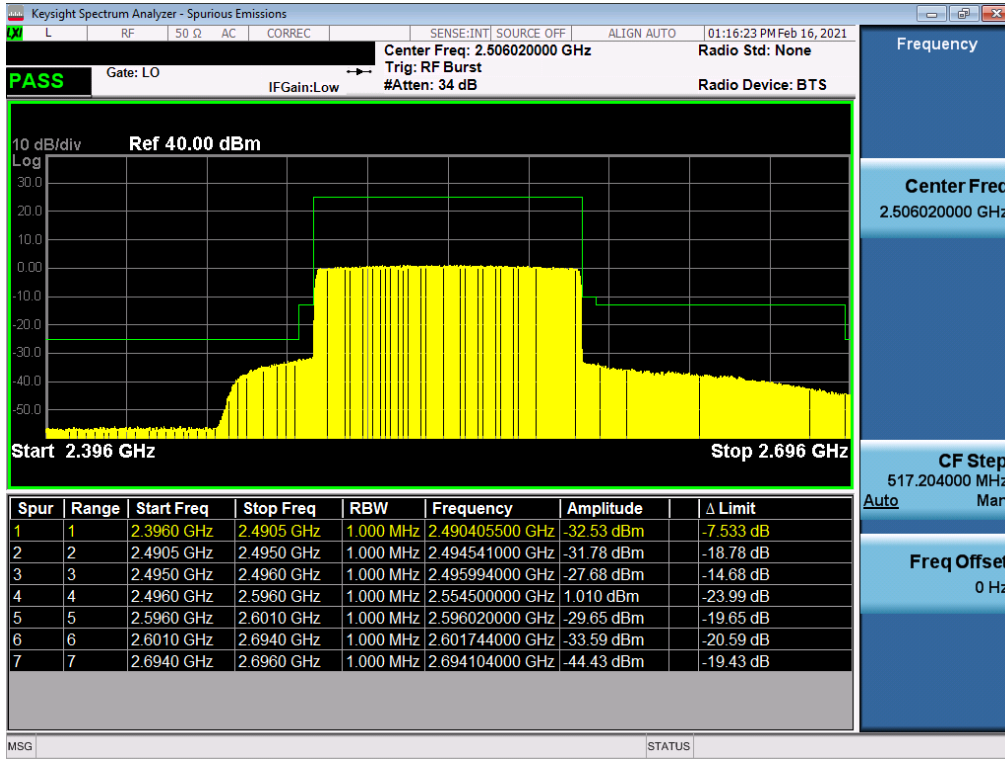 Keysight Spectrum Analyzer - Spurious Emissions
LXI L RF 50 Ω AC CORREC SENSE:INT SOURCE OFF ALIGN AUTO 01:16:23 PM Feb 16, 2021
Center Freq: 2.506020000 GHz Radio Std: None
Trig: RF Burst
PASS Gate: LO IFGain:Low #Atten: 34 dB Radio Device: BTS
10 dB/div Ref 40.00 dBm
Log
30.0
20.0
10.0
0.00
-10.0
-20.0
-30.0
-40.0
-50.0
Start 2.396 GHz Stop 2.696 GHz
Spur Range Start Freq Stop Freq RBW Frequency Amplitude Δ Limit
1 1 2.3960 GHz 2.4905 GHz 1.000 MHz 2.490405500 GHz -32.53 dBm -7.533 dB
2 2 2.4905 GHz 2.4950 GHz 1.000 MHz 2.494541000 GHz -31.78 dBm -18.78 dB
3 3 2.4950 GHz 2.4960 GHz 1.000 MHz 2.495994000 GHz -27.68 dBm -14.68 dB
4 4 2.4960 GHz 2.5960 GHz 1.000 MHz 2.554500000 GHz 1.010 dBm -23.99 dB
5 5 2.5960 GHz 2.6010 GHz 1.000 MHz 2.596020000 GHz -29.65 dBm -19.65 dB
6 6 2.6010 GHz 2.6940 GHz 1.000 MHz 2.601744000 GHz -33.59 dBm -20.59 dB
7 7 2.6940 GHz 2.6960 GHz 1.000 MHz 2.694104000 GHz -44.43 dBm -19.43 dB
MSG STATUS
Frequency
Center Freq
2.506020000 GHz
CF Step
517.204000 MHz
Auto Man
Freq Offset
0 Hz